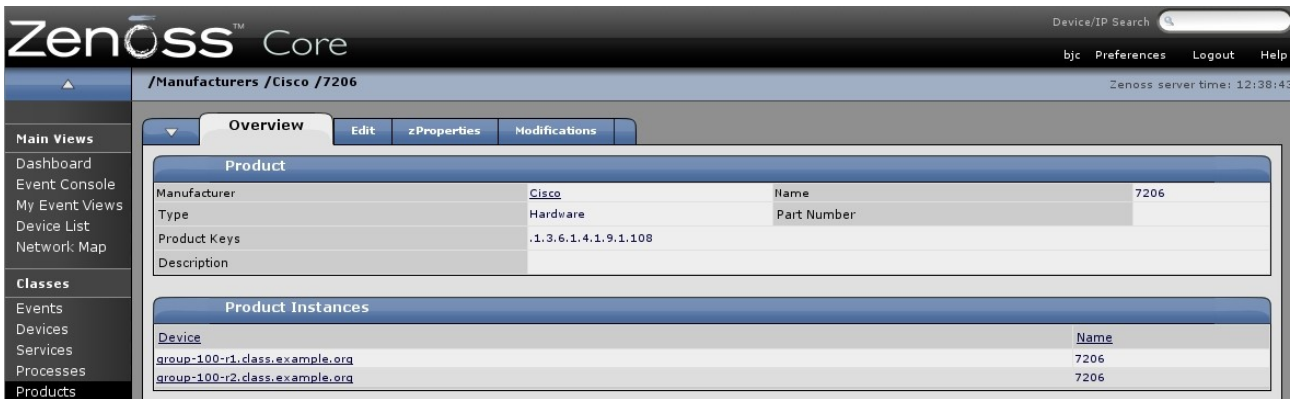 Zenoss™ Core
Device/IP Search
bjc Preferences Logout Help
/Manufacturers /Cisco /7206
Zenoss server time: 12:38:43
Overview Edit zProperties Modifications
Main Views
Dashboard
Event Console
My Event Views
Device List
Network Map
Classes
Events
Devices
Services
Processes
Products
Product
Manufacturer Cisco Name 7206
Type Hardware Part Number
Product Keys .1.3.6.1.4.1.9.1.108
Description
Product Instances
Device Name
group-100-r1.class.example.org 7206
group-100-r2.class.example.org 7206